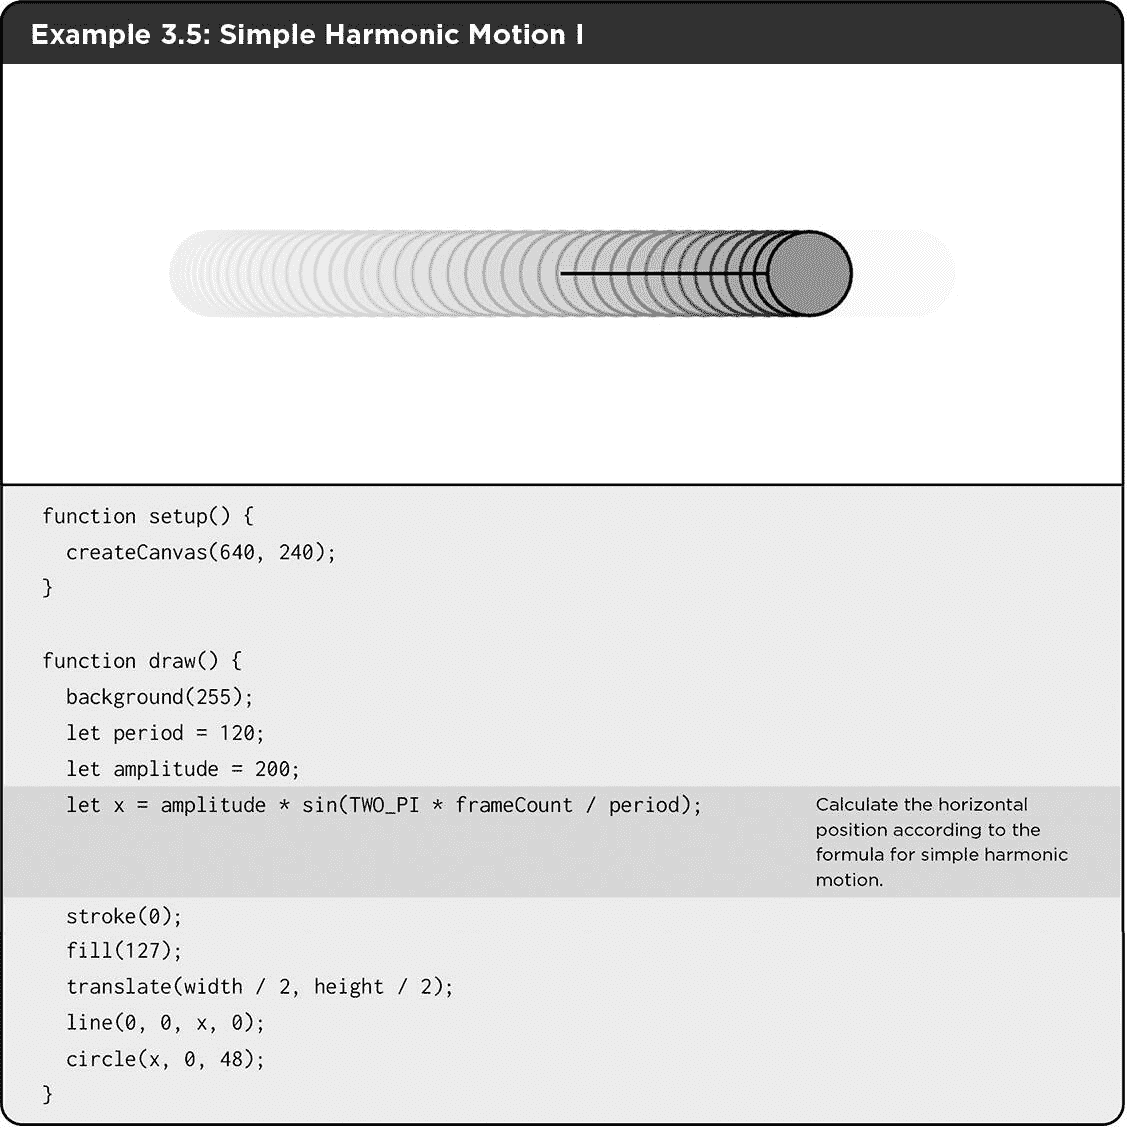 Example 3.5: Simple Harmonic Motion I
function setup() {
  createCanvas(640, 240);
}
function draw() {
  background(255);
  let period = 120;
  let amplitude = 200;
  let x = amplitude * sin(TWO_PI * frameCount / period);
Calculate the horizontal
position according to the
formula for simple harmonic
motion.
  stroke(0);
  fill(127);
  translate(width / 2, height / 2);
  line(0, 0, x, 0);
  circle(x, 0, 48);
}